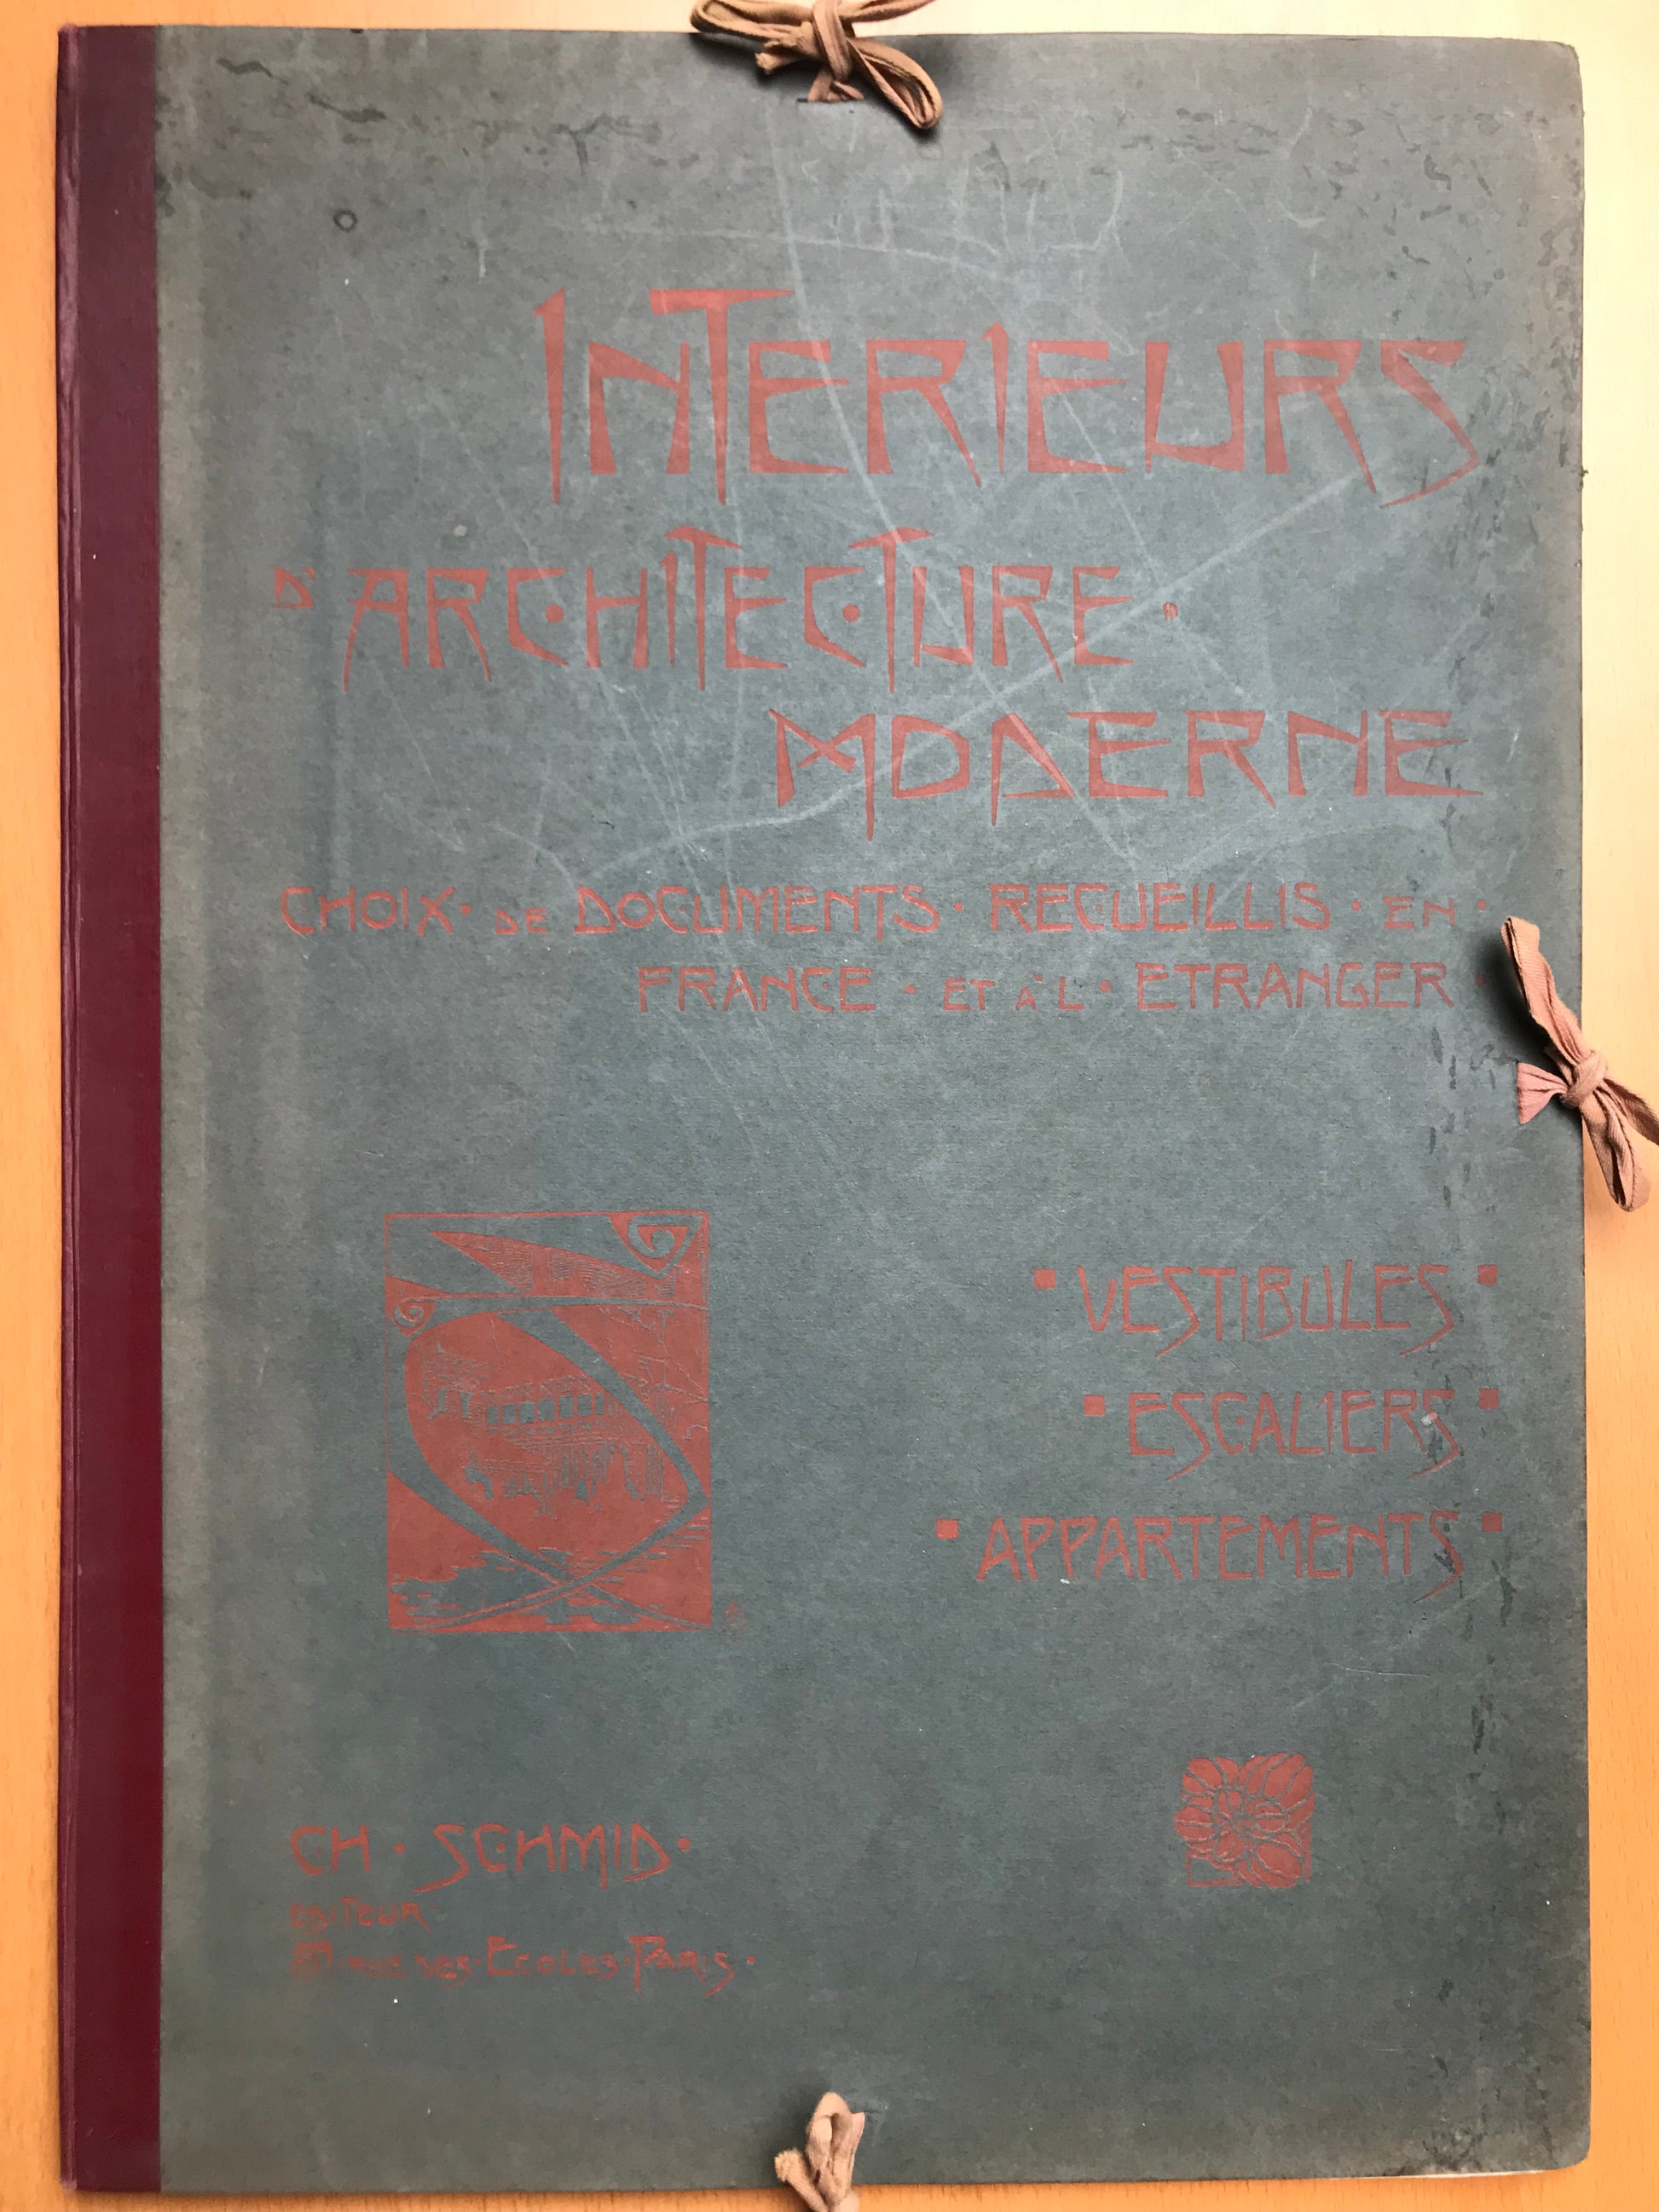 INTERIEURS
D'ARCHITECTURE
MODERNE
CHOIX · DE DOCUMENTS · RECUEILLIS · EN ·
FRANCE · ET À L' · ETRANGER ·
▪ VESTIBULES ▪
▪ ESCALIERS ▪
▪ APPARTEMENTS ▪
CH · SCHMID ·
EDITEUR
51 · RUE DES · ECOLES · PARIS ·